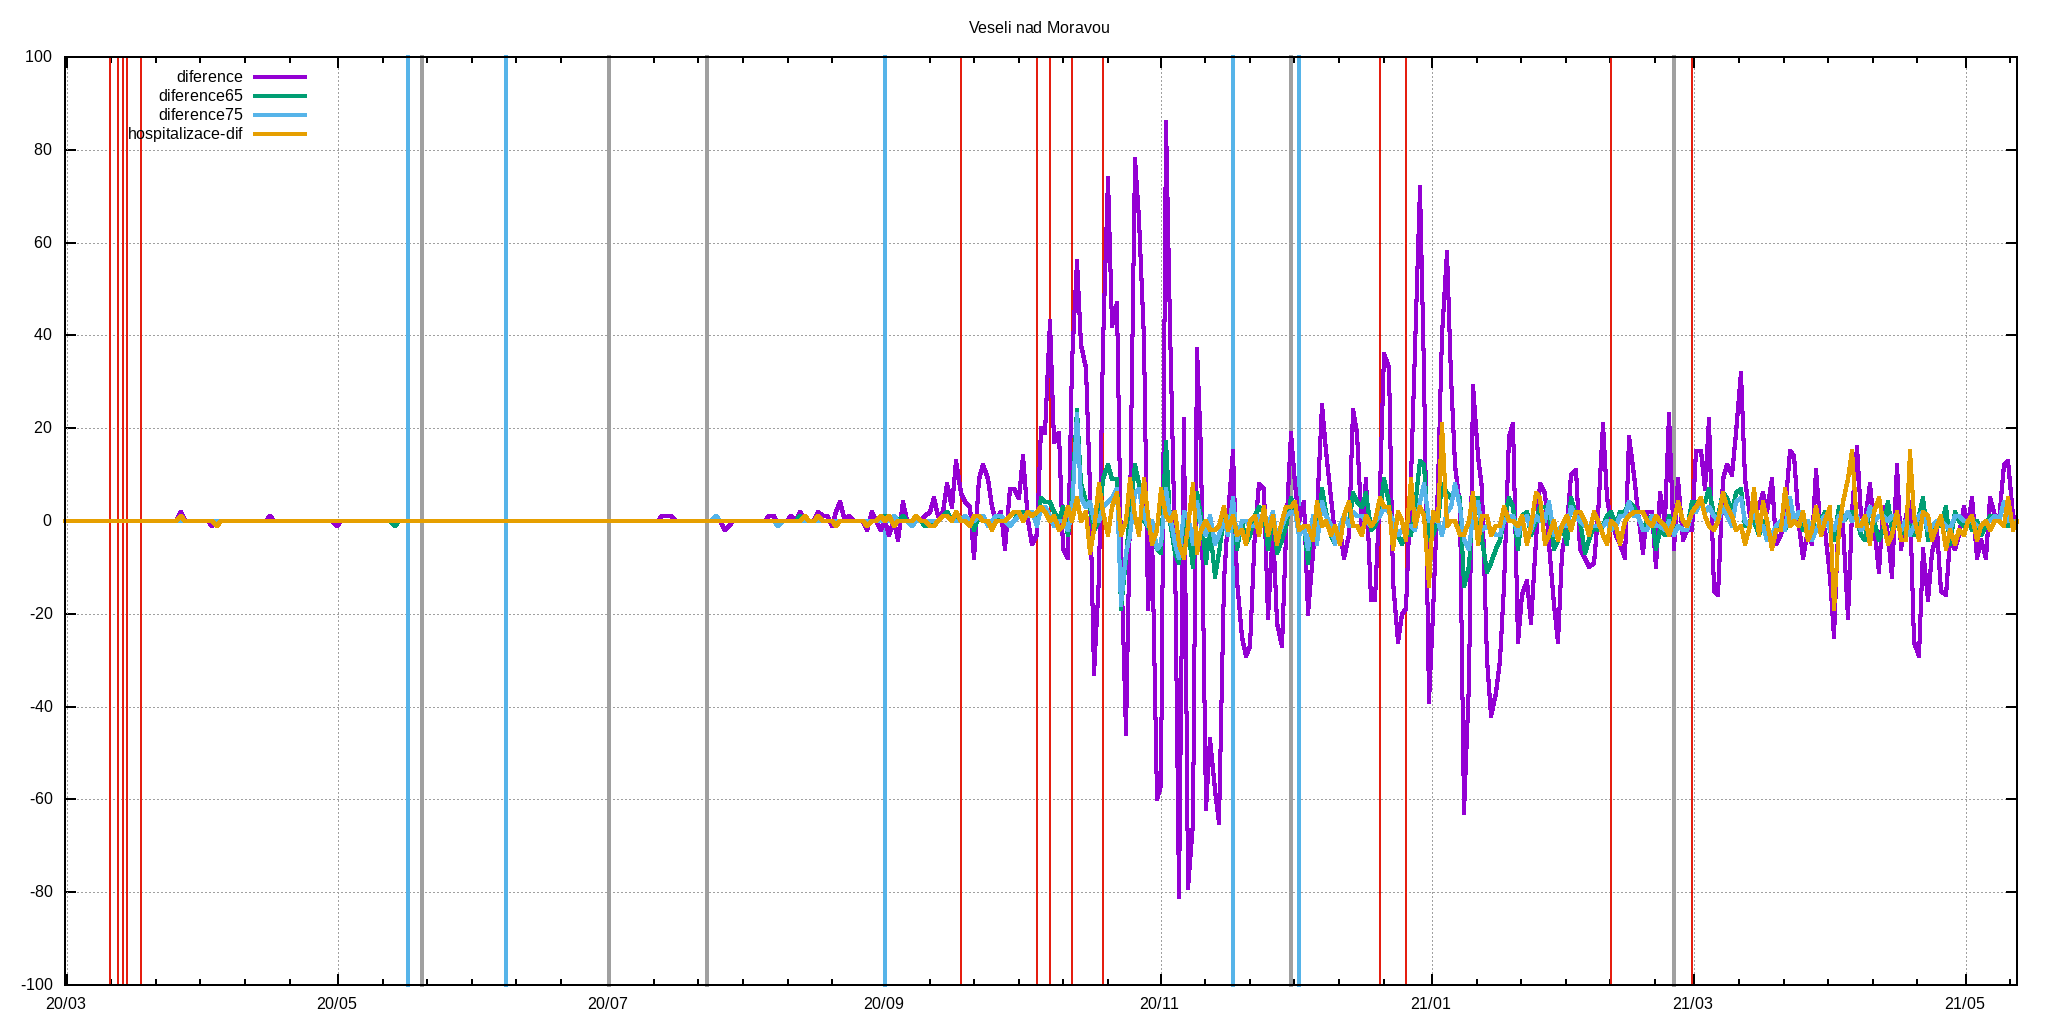 Veseli nad Moravou
diference
diference65
diference75
hospitalizace-dif
100
80
60
40
20
0
-20
-40
-60
-80
-100
20/03 20/05 20/07 20/09 20/11 21/01 21/03 21/05